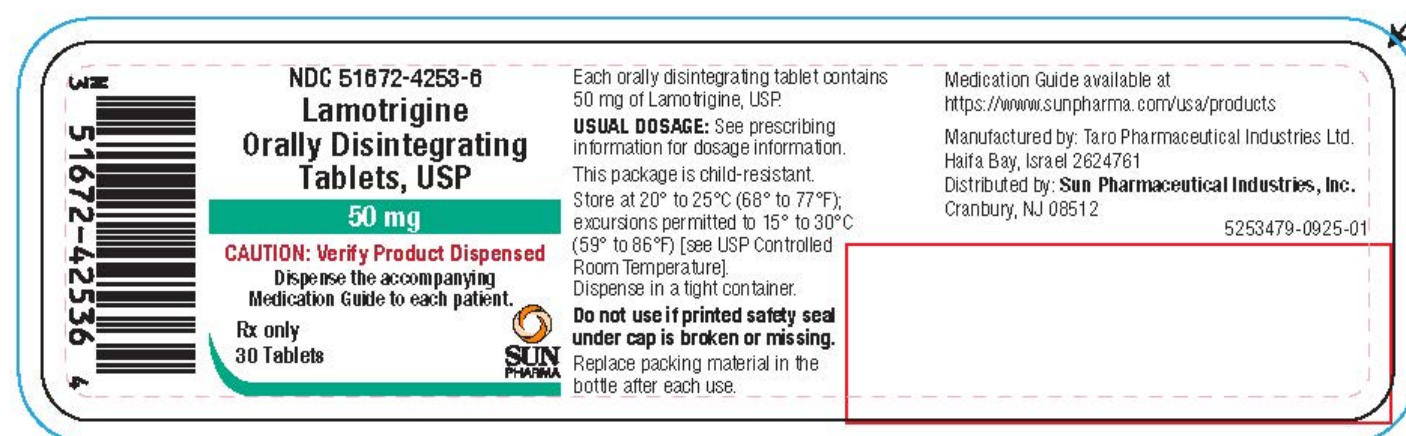 N
3 51672-42536 4
NDC 51672-4253-6
Lamotrigine
Orally Disintegrating
Tablets, USP
50 mg
CAUTION: Verify Product Dispensed
Dispense the accompanying
Medication Guide to each patient.
Rx only
30 Tablets
SUN
PHARMA
Each orally disintegrating tablet contains
50 mg of Lamotrigine, USP.
USUAL DOSAGE: See prescribing
information for dosage information.
This package is child-resistant.
Store at 20° to 25°C (68° to 77°F);
excursions permitted to 15° to 30°C
(59° to 86°F) [see USP Controlled
Room Temperature].
Dispense in a tight container.
Do not use if printed safety seal
under cap is broken or missing.
Replace packing material in the
bottle after each use.
Medication Guide available at
https://www.sunpharma.com/usa/products
Manufactured by: Taro Pharmaceutical Industries Ltd.
Haifa Bay, Israel 2624761
Distributed by: Sun Pharmaceutical Industries, Inc.
Cranbury, NJ 08512
5253479-0925-01